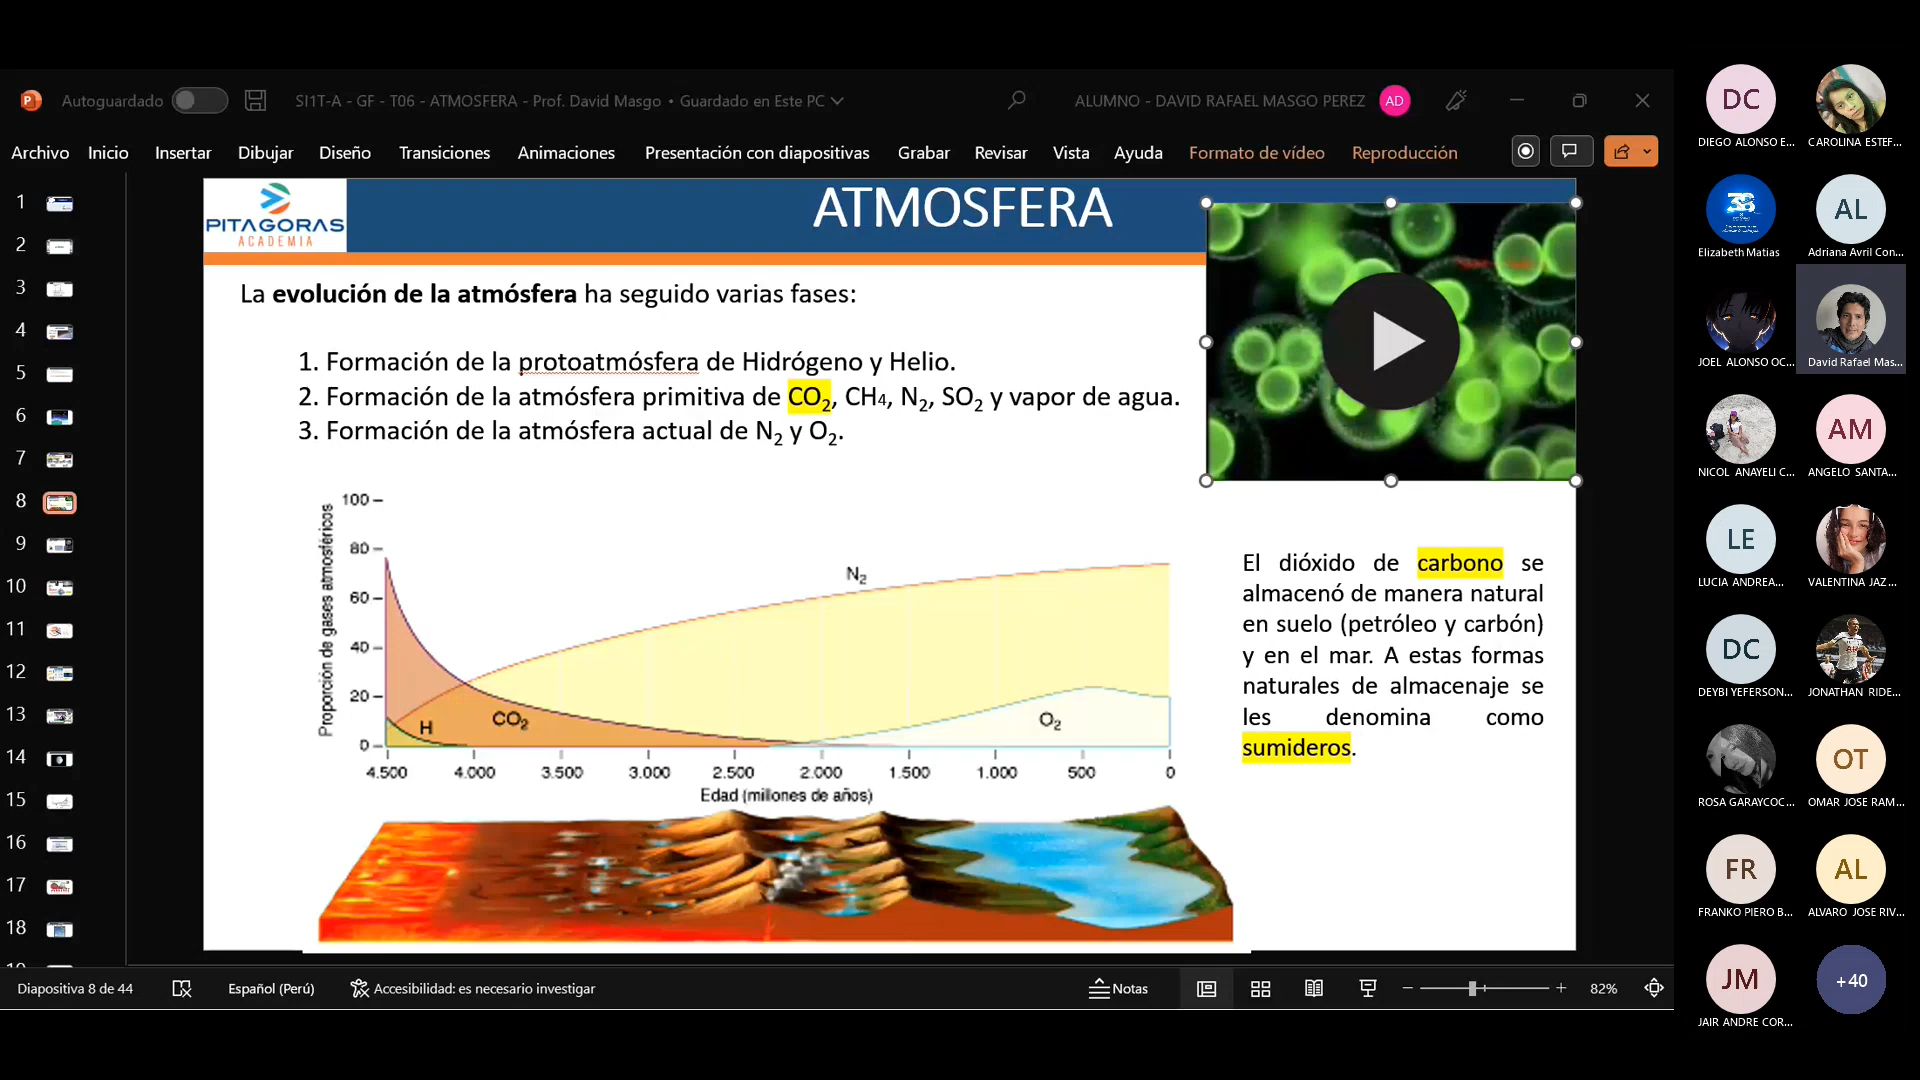 Autoguardado
SI1T-A - GF - T06 - ATMOSFERA - Prof. David Masgo • Guardado en Este PC
ALUMNO - DAVID RAFAEL MASGO PEREZ
AD
Archivo Inicio Insertar Dibujar Diseño Transiciones Animaciones Presentación con diapositivas Grabar Revisar Vista Ayuda Formato de vídeo Reproducción
1
2
3
4
5
6
7
8
9
10
11
12
13
14
15
16
17
18
PITAGORAS
ACADEMIA
ATMOSFERA
La evolución de la atmósfera ha seguido varias fases:
1. Formación de la protoatmósfera de Hidrógeno y Helio.
2. Formación de la atmósfera primitiva de CO₂, CH₄, N₂, SO₂ y vapor de agua.
3. Formación de la atmósfera actual de N₂ y O₂.
Proporción de gases atmosféricos
100
80
60
40
20
0
N₂
H
CO₂
O₂
4.500 4.000 3.500 3.000 2.500 2.000 1.500 1.000 500 0
Edad (millones de años)
El dióxido de carbono se
almacenó de manera natural
en suelo (petróleo y carbón)
y en el mar. A estas formas
naturales de almacenaje se
les denomina como
sumideros.
Diapositiva 8 de 44
Español (Perú)
Accesibilidad: es necesario investigar
Notas
82%
DC
DIEGO ALONSO E...
CAROLINA ESTEF...
38
Elizabeth Matias
AL
Adriana Avril Con...
JOEL ALONSO OC...
David Rafael Mas...
NICOL ANAYELI C...
AM
ANGELO SANTA...
LE
LUCIA ANDREA...
VALENTINA JAZ...
DC
DEYBI YEFERSON...
JONATHAN RIDE...
ROSA GARAYCOC...
OT
OMAR JOSE RAM...
FR
FRANKO PIERO B...
AL
ALVARO JOSE RIV...
JM
JAIR ANDRE COR...
+40